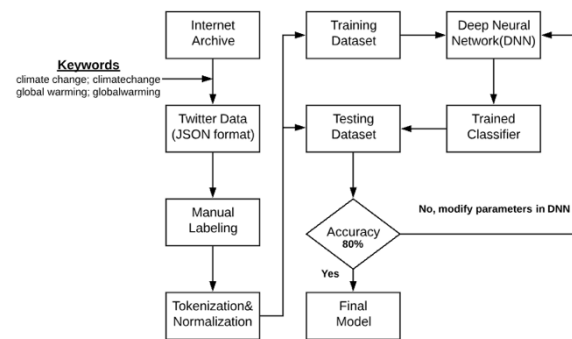 Internet
Archive
Keywords
climate change; climatechange
global warming; globalwarming
Twitter Data
(JSON format)
Manual
Labeling
Tokenization&
Normalization
Training
Dataset
Deep Neural
Network(DNN)
Testing
Dataset
Trained
Classifier
Accuracy
80%
No, modify parameters in DNN
Yes
Final
Model